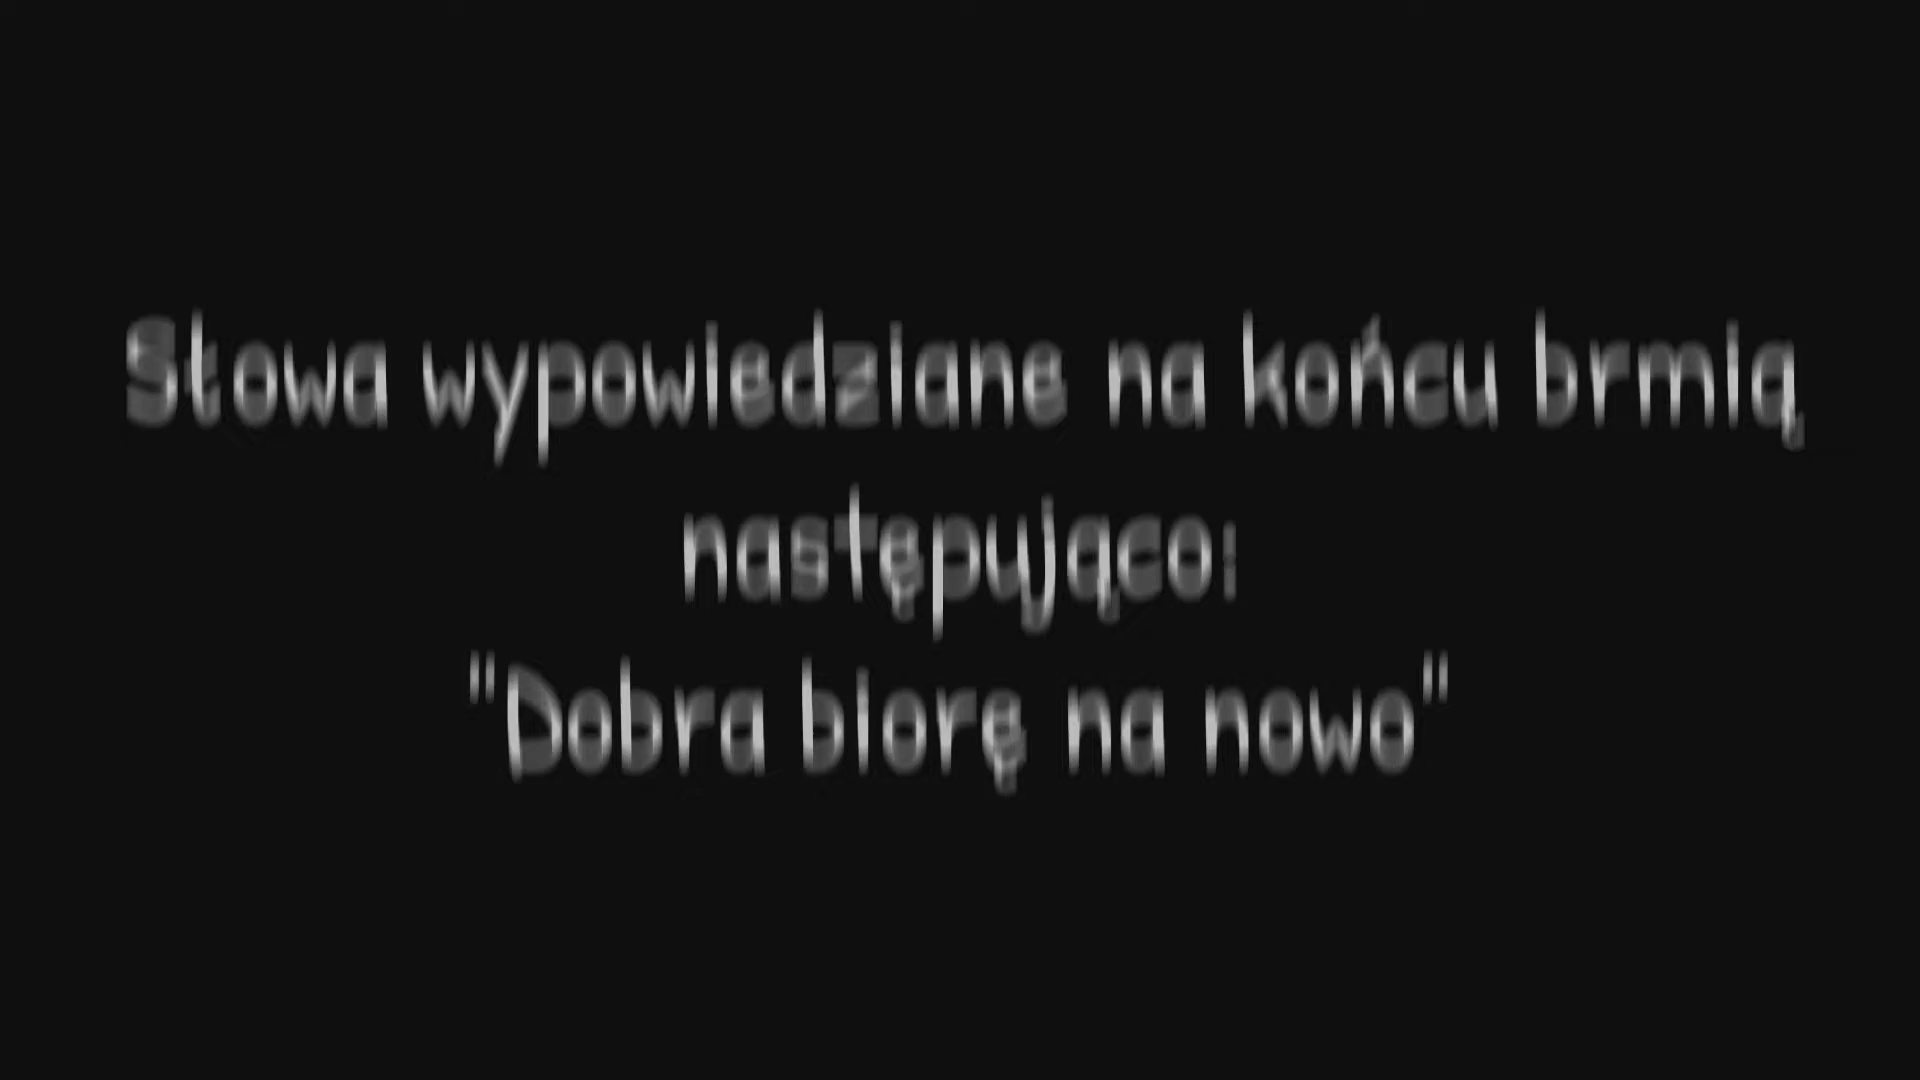 Słowa wypowiedziane na końcu brmią
następująco:
"Dobra biorę na nowo"